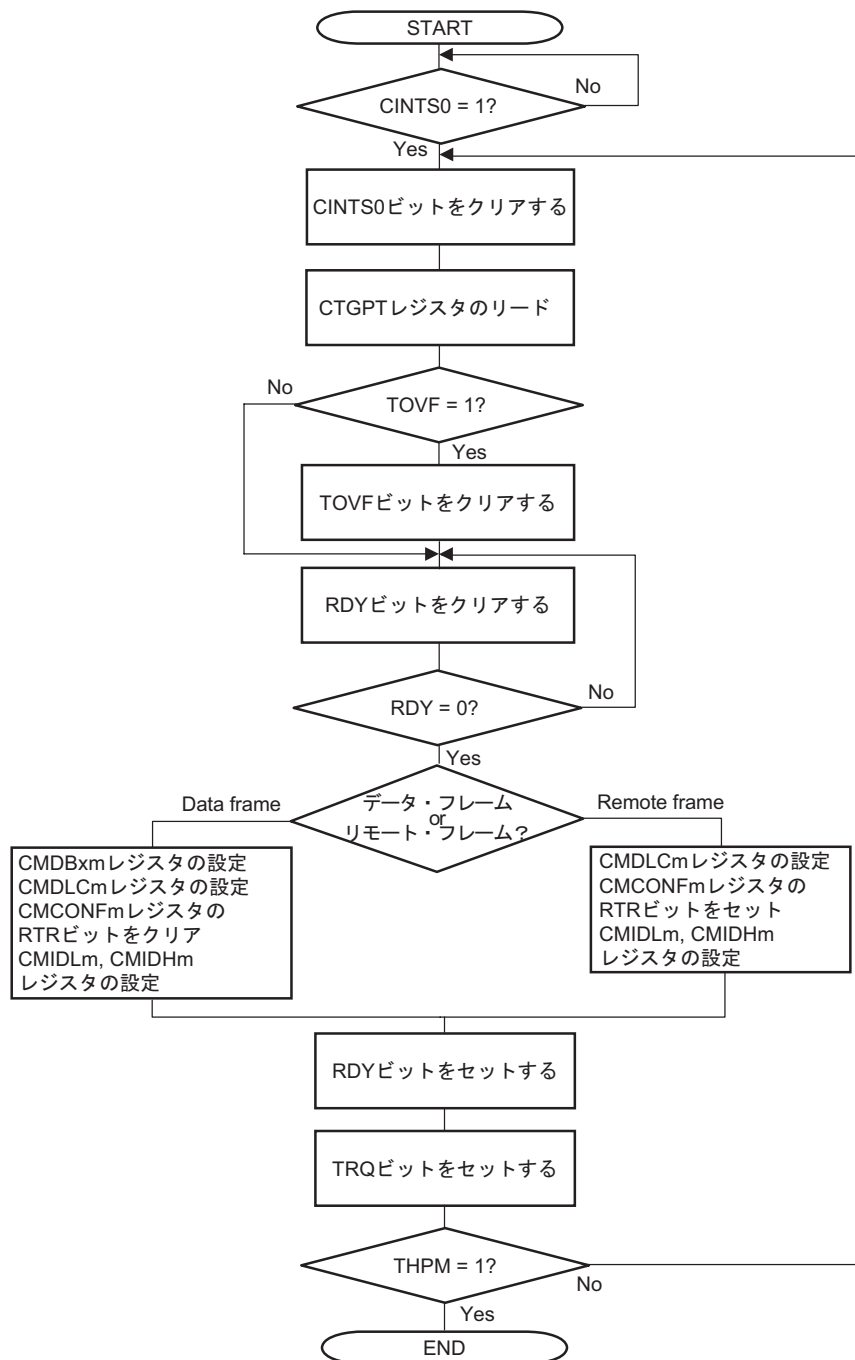 START
No
CINTS0 = 1?
Yes
CINTS0ビットをクリアする
CTGPTレジスタのリード
No
TOVF = 1?
Yes
TOVFビットをクリアする
RDYビットをクリアする
No
RDY = 0?
Yes
データ・フレーム
or
リモート・フレーム?
Data frame
Remote frame
CMDBxmレジスタの設定
CMDLCmレジスタの設定
CMCONFmレジスタの
RTRビットをクリア
CMIDLm, CMIDHm
レジスタの設定
CMDLCmレジスタの設定
CMCONFmレジスタの
RTRビットをセット
CMIDLm, CMIDHm
レジスタの設定
RDYビットをセットする
TRQビットをセットする
THPM = 1?
No
Yes
END